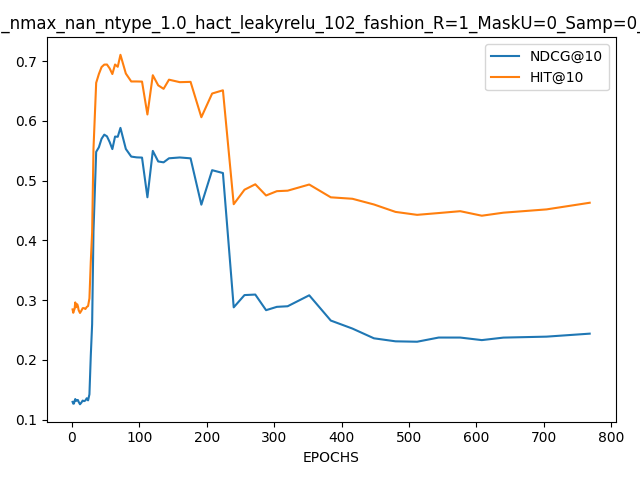 _nmax_nan_ntype_1.0_hact_leakyrelu_102_fashion_R=1_MaskU=0_Samp=0_
NDCG@10
HIT@10
0.7
0.6
0.5
0.4
0.3
0.2
0.1
0 100 200 300 400 500 600 700 800
EPOCHS